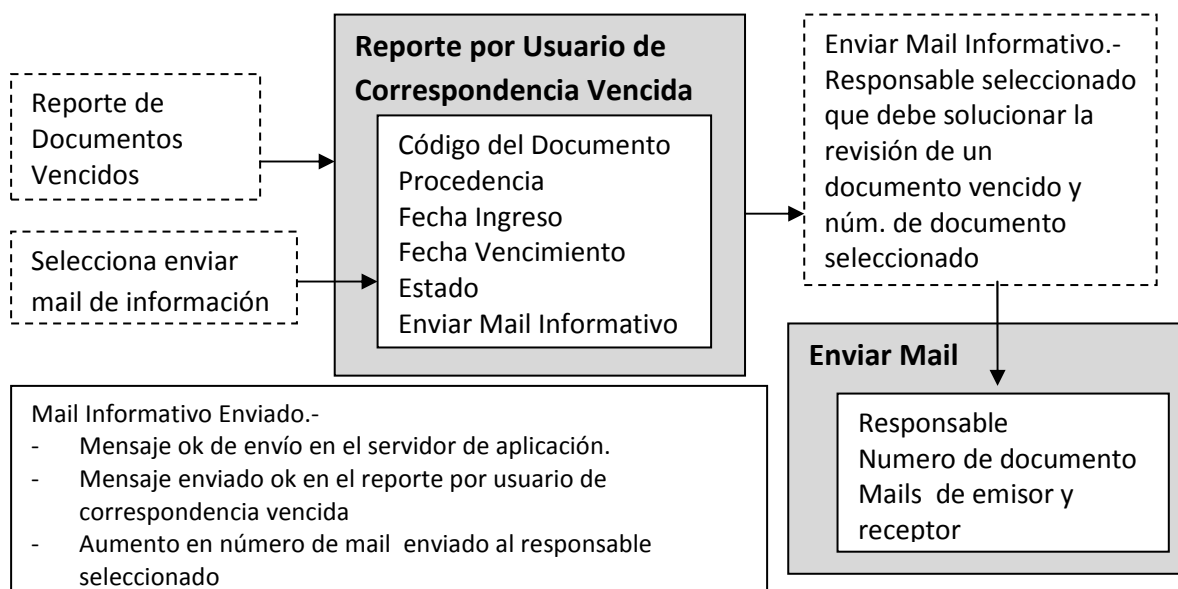 Reporte de
Documentos
Vencidos
Selecciona enviar
mail de información
Reporte por Usuario de
Correspondencia Vencida
Código del Documento
Procedencia
Fecha Ingreso
Fecha Vencimiento
Estado
Enviar Mail Informativo
Enviar Mail Informativo.-
Responsable seleccionado
que debe solucionar la
revisión de un
documento vencido y
núm. de documento
seleccionado
Enviar Mail
Responsable
Numero de documento
Mails de emisor y
receptor
Mail Informativo Enviado.-
- Mensaje ok de envío en el servidor de aplicación.
- Mensaje enviado ok en el reporte por usuario de
correspondencia vencida
- Aumento en número de mail enviado al responsable
seleccionado